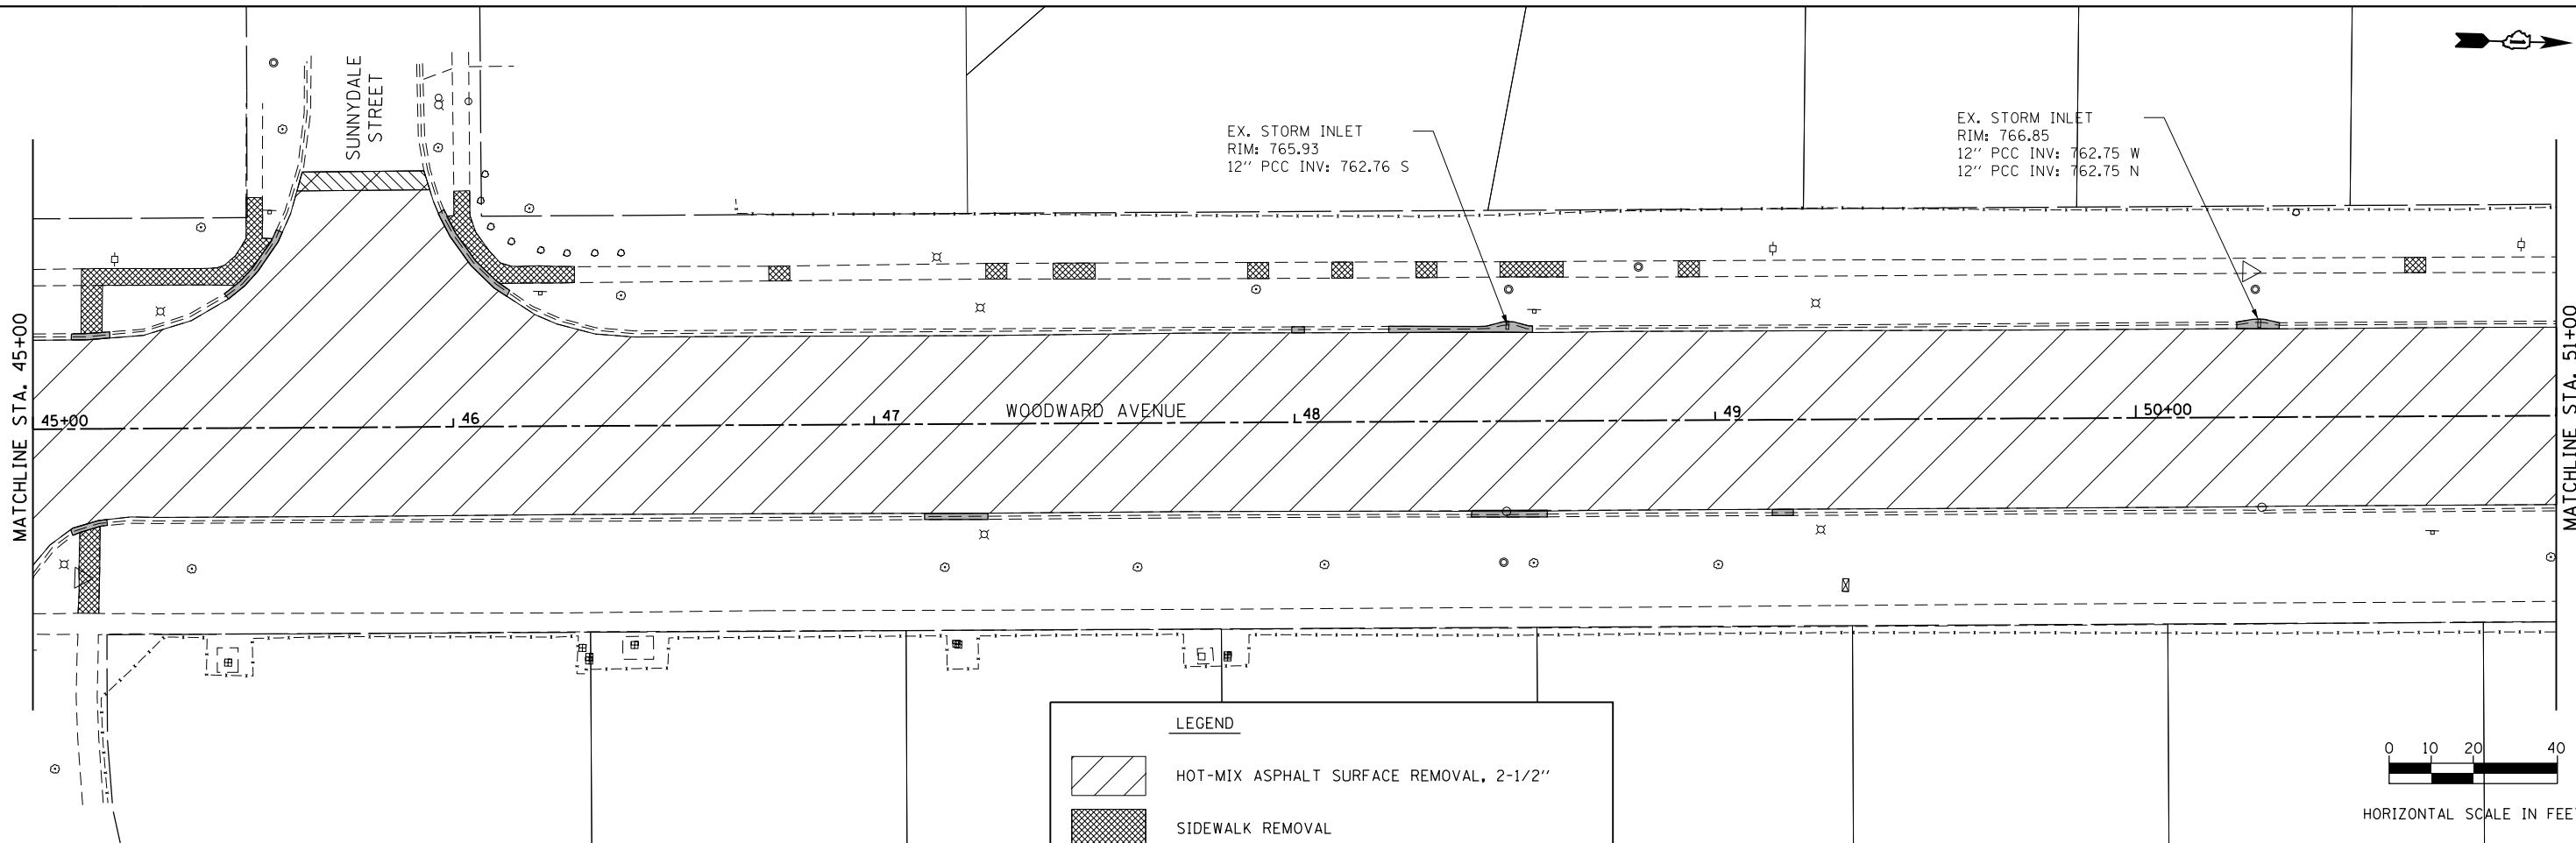 SUNNYDALE
STREET
EX. STORM INLET
RIM: 765.93
12'' PCC INV: 762.76 S
EX. STORM INLET
RIM: 766.85
12'' PCC INV: 762.75 W
12'' PCC INV: 762.75 N
MATCHLINE STA. 45+00
45+00
46
47
WOODWARD AVENUE
48
49
50+00
MATCHLINE STA. 51+00
LEGEND
HOT-MIX ASPHALT SURFACE REMOVAL, 2-1/2''
SIDEWALK REMOVAL
0 10 20 40
HORIZONTAL SCALE IN FEET